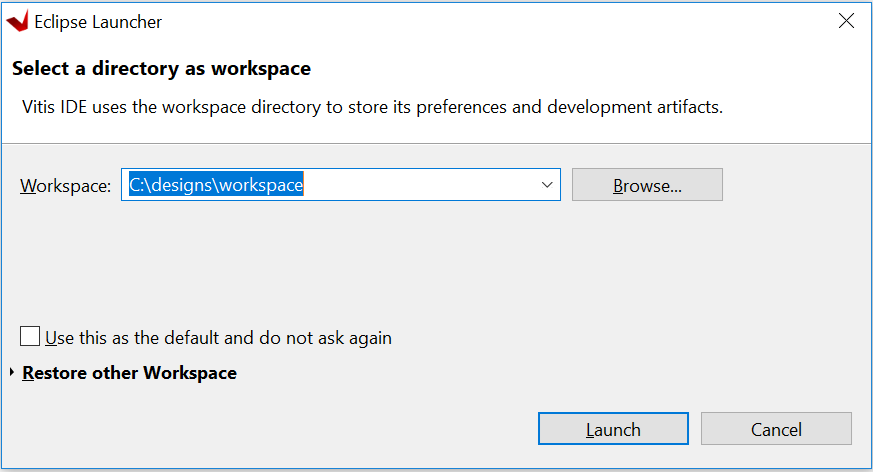 Eclipse Launcher
Select a directory as workspace
Vitis IDE uses the workspace directory to store its preferences and development artifacts.
Workspace: C:\designs\workspace Browse...
Use this as the default and do not ask again
Restore other Workspace
Launch Cancel